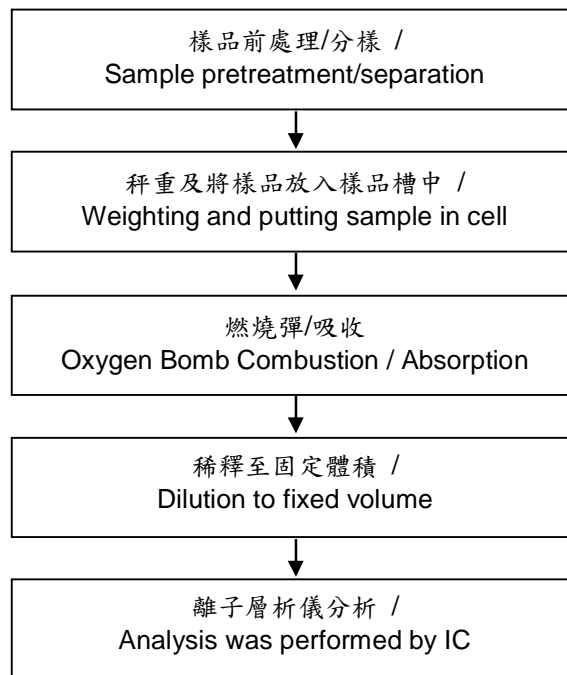 樣品前處理/分樣 /
Sample pretreatment/separation
秤重及將樣品放入樣品槽中 /
Weighting and putting sample in cell
燃燒彈/吸收
Oxygen Bomb Combustion / Absorption
稀釋至固定體積 /
Dilution to fixed volume
離子層析儀分析 /
Analysis was performed by IC